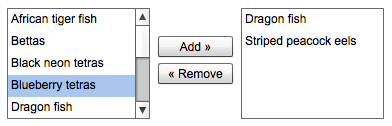 African tiger fish
Bettas
Black neon tetras
Blueberry tetras
Dragon fish
Add »
« Remove
Dragon fish
Striped peacock eels